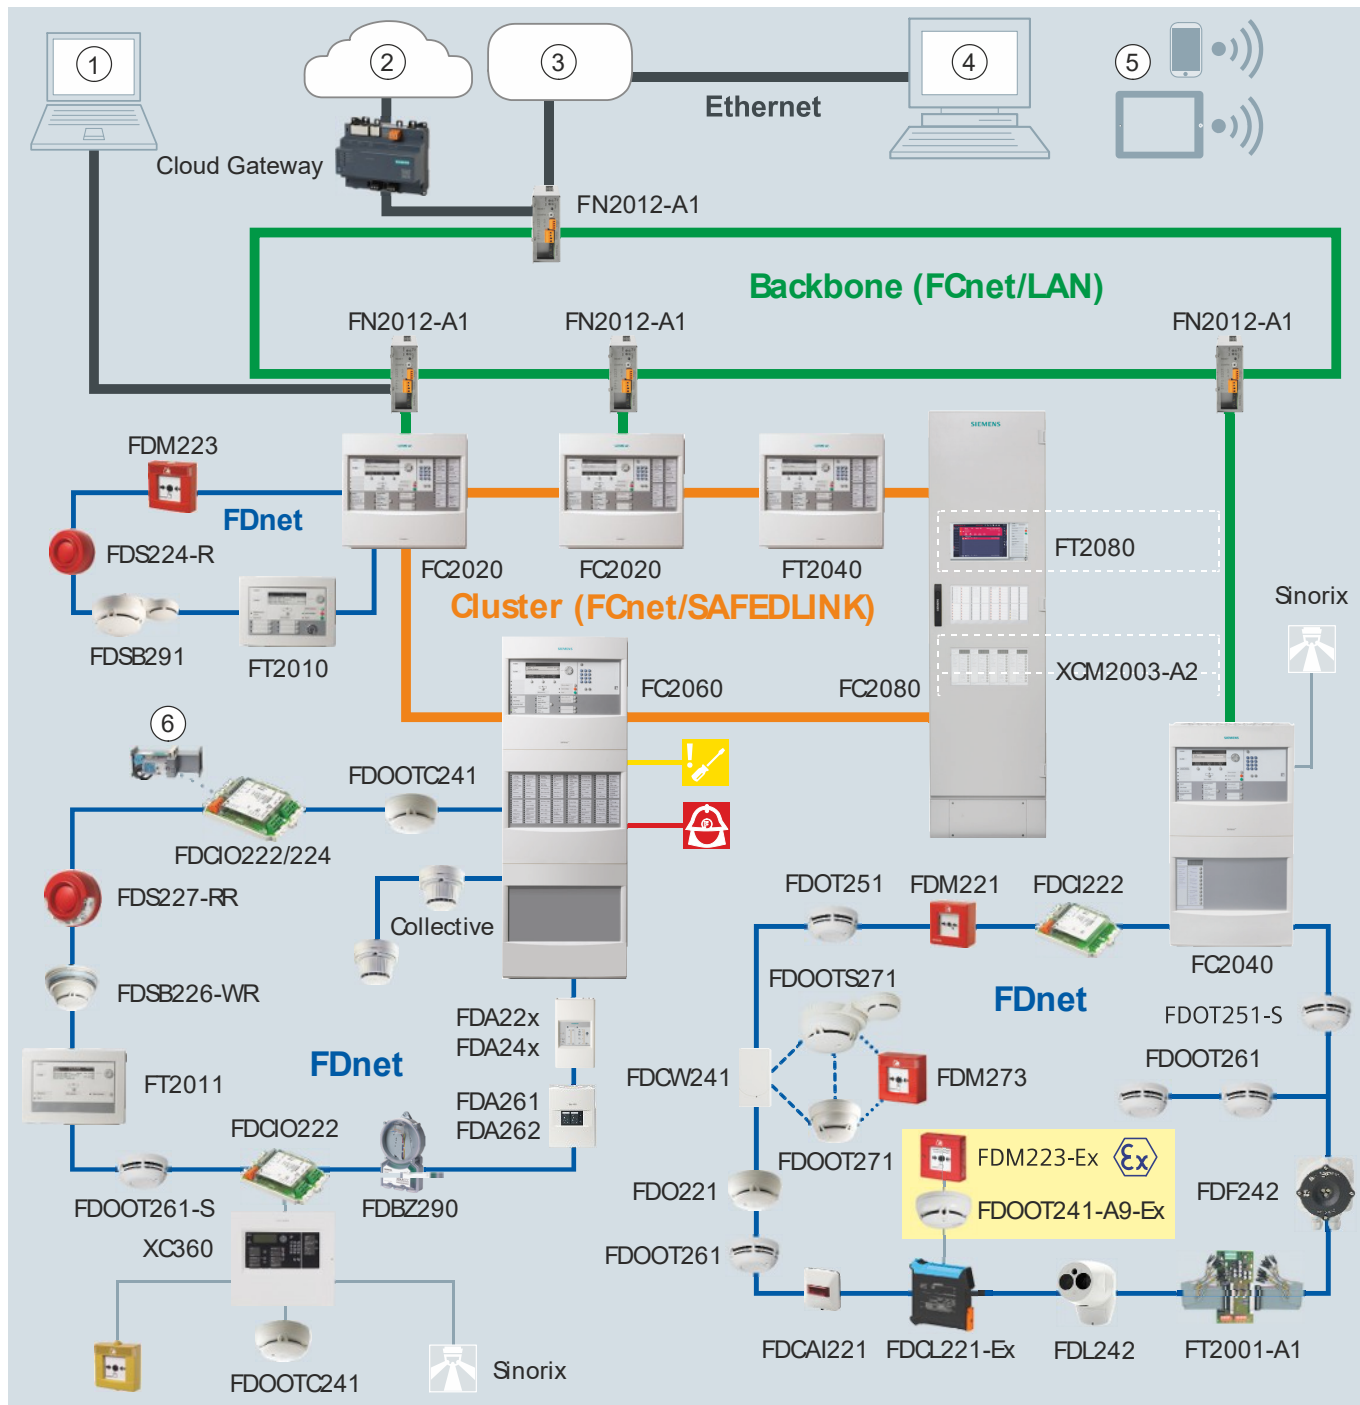 1
2
3
4
5
Ethernet
Cloud Gateway
FN2012-A1
Backbone (FCnet/LAN)
FN2012-A1
FN2012-A1
FN2012-A1
SIEMENS
FDM223
FDnet
FDS224-R
FC2020
FC2020
FT2040
FT2080
Cluster (FCnet/SAFEDLINK)
Sinorix
FDSB291
FT2010
FC2060
FC2080
XCM2003-A2
6
FDOOTC241
FDCIO222/224
FDS227-RR
Collective
FDOT251
FDM221
FDCI222
FC2040
FDSB226-WR
FDOOTS271
FDnet
FDOT251-S
FDA22x
FDA24x
FDnet
FT2011
FDCW241
FDM273
FDOOT261
FDA261
FDA262
FDCIO222
FDOOT271
FDM223-Ex
Ex
FDOOT261-S
FDBZ290
FDO221
FDOOT241-A9-Ex
FDF242
XC360
FDOOT261
FDCAI221
FDCL221-Ex
FDL242
FT2001-A1
FDOOTC241
Sinorix